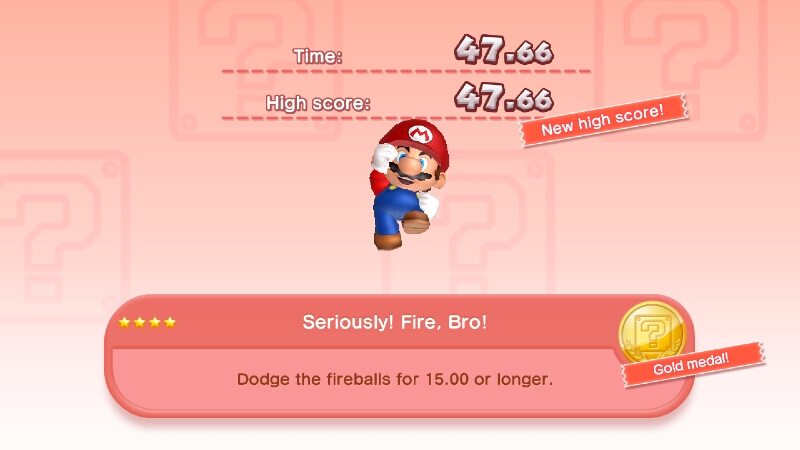 Time: 47.66
High score: 47.66
New high score!
M
Seriously! Fire, Bro!
Gold medal!
Dodge the fireballs for 15.00 or longer.